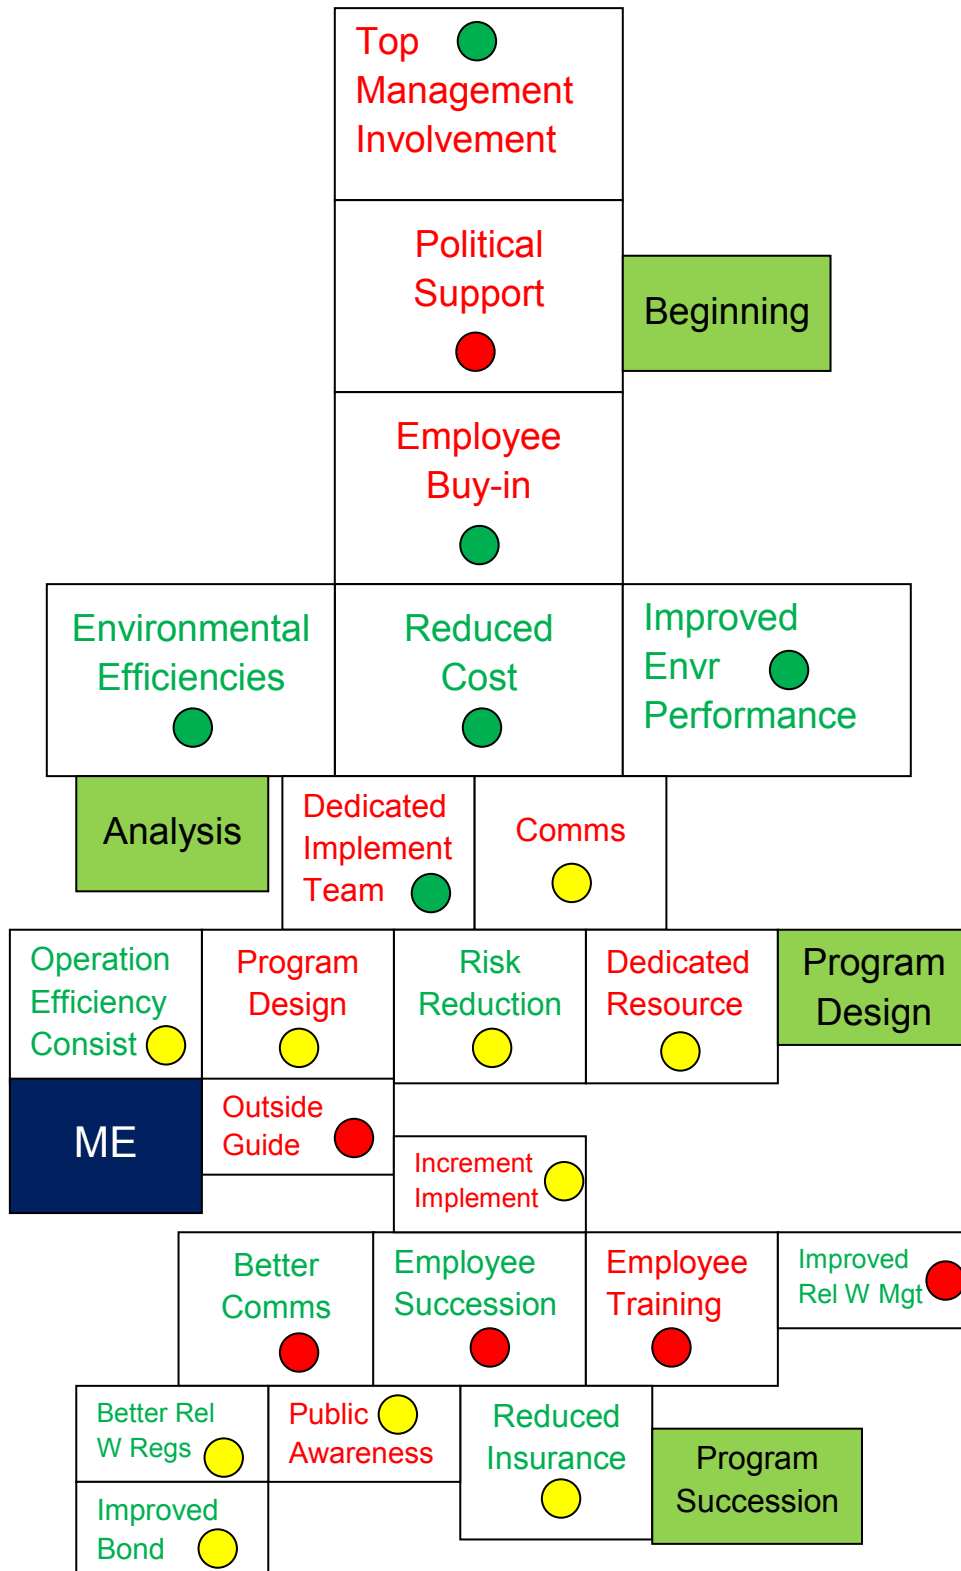 Top
Management
Involvement
Political
Support
Beginning
Employee
Buy-in
Environmental
Efficiencies
Reduced
Cost
Improved
Envr
Performance
Analysis
Dedicated
Implement
Team
Comms
Operation
Efficiency
Consist
Program
Design
Risk
Reduction
Dedicated
Resource
Program
Design
ME
Outside
Guide
Increment
Implement
Better
Comms
Employee
Succession
Employee
Training
Improved
Rel W Mgt
Better Rel
W Regs
Public
Awareness
Reduced
Insurance
Program
Succession
Improved
Bond